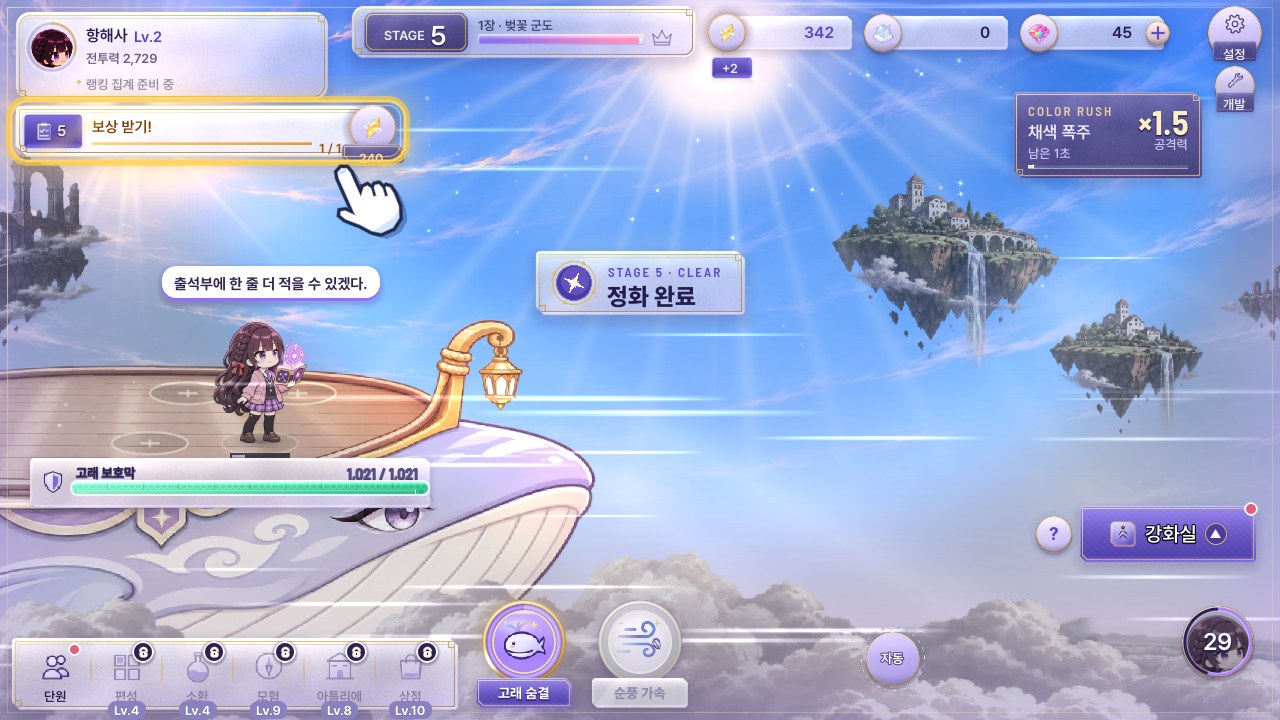 항해사 Lv.2
전투력 2,729
* 랭킹 집계 준비 중
STAGE 5
1장 · 벚꽃 군도
342
+2
0
45
설정
개발
5
보상 받기!
1 / 1
240
COLOR RUSH
채색 폭주
남은 1초
×1.5
공격력
출석부에 한 줄 더 적을 수 있겠다.
STAGE 5 · CLEAR
정화 완료
고래 보호막
1,021 / 1,021
?
강화실
단원
편성
Lv.4
소환
Lv.4
모험
Lv.9
아틀리에
Lv.8
상점
Lv.10
고래 숨결
순풍 가속
자동
29